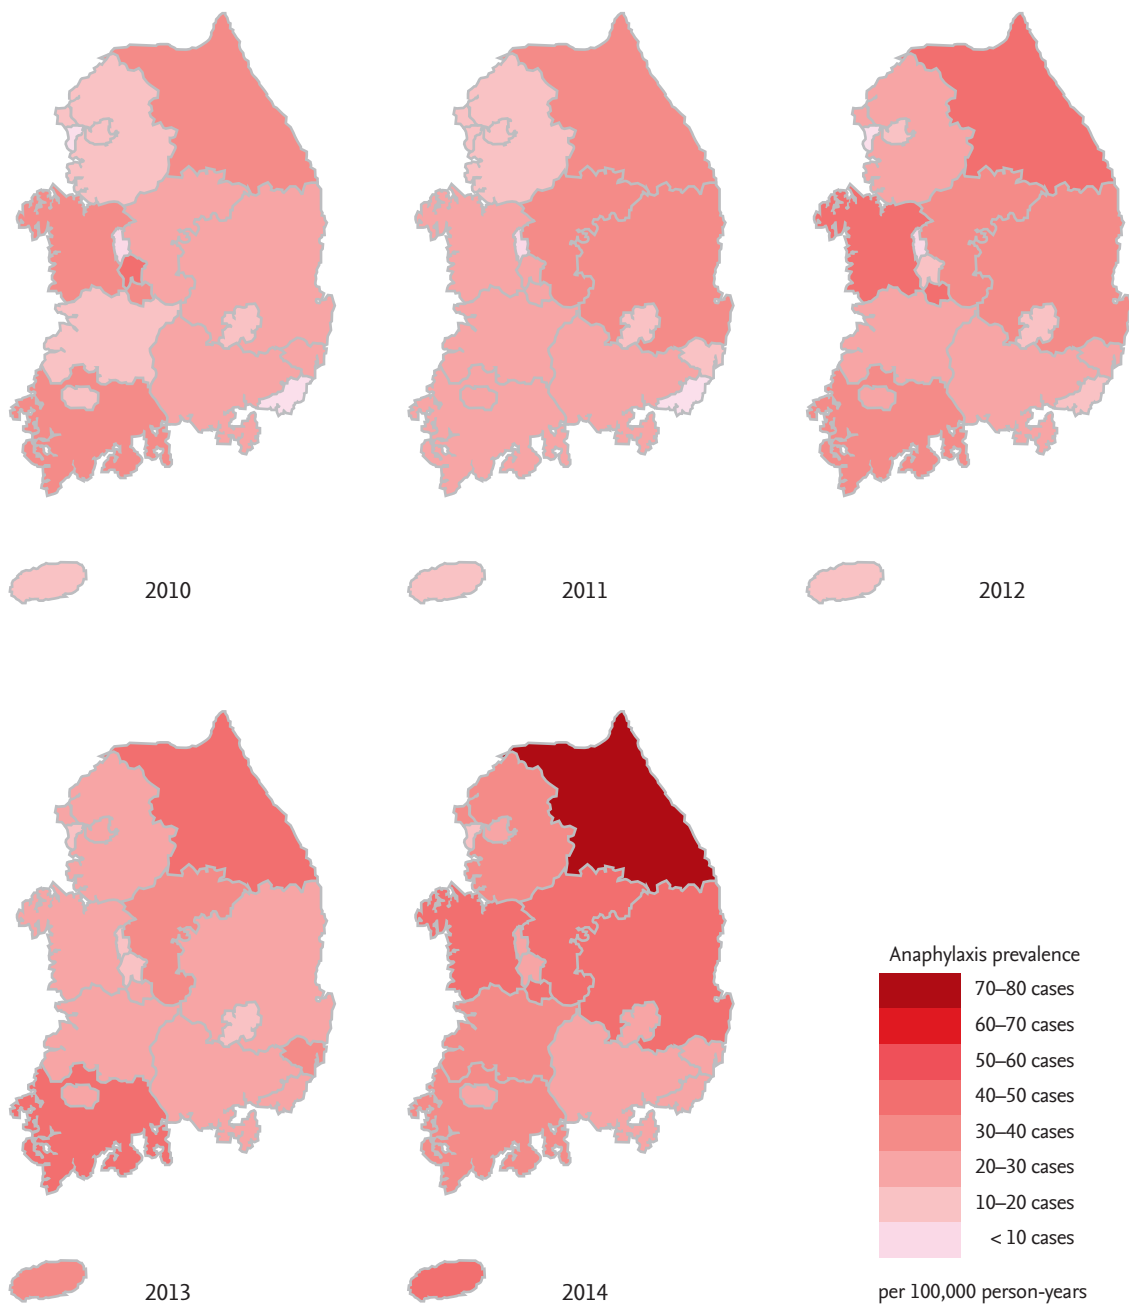 2010
2011
2012
2013
2014
Anaphylaxis prevalence
70–80 cases
60–70 cases
50–60 cases
40–50 cases
30–40 cases
20–30 cases
10–20 cases
< 10 cases
per 100,000 person-years